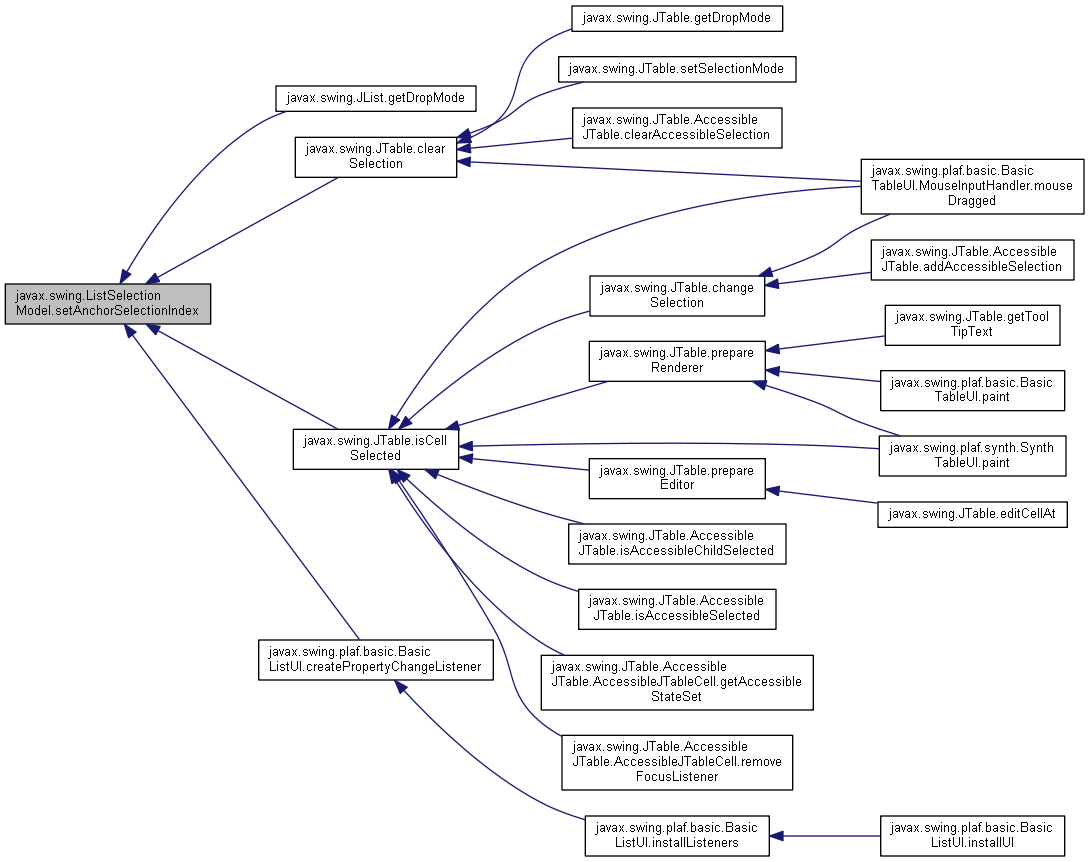 javax.swing.JTable.getDropMode
javax.swing.JTable.setSelectionMode
javax.swing.JList.getDropMode
javax.swing.JTable.Accessible
JTable.clearAccessibleSelection
javax.swing.JTable.clear
Selection
javax.swing.plaf.basic.Basic
TableUI.MouseInputHandler.mouse
Dragged
javax.swing.JTable.Accessible
JTable.addAccessibleSelection
javax.swing.ListSelection
Model.setAnchorSelectionIndex
javax.swing.JTable.change
Selection
javax.swing.JTable.getTool
TipText
javax.swing.JTable.prepare
Renderer
javax.swing.plaf.basic.Basic
TableUI.paint
javax.swing.JTable.isCell
Selected
javax.swing.plaf.synth.Synth
TableUI.paint
javax.swing.JTable.prepare
Editor
javax.swing.JTable.editCellAt
javax.swing.JTable.Accessible
JTable.isAccessibleChildSelected
javax.swing.JTable.Accessible
JTable.isAccessibleSelected
javax.swing.plaf.basic.Basic
ListUI.createPropertyChangeListener
javax.swing.JTable.Accessible
JTable.AccessibleJTableCell.getAccessible
StateSet
javax.swing.JTable.Accessible
JTable.AccessibleJTableCell.remove
FocusListener
javax.swing.plaf.basic.Basic
ListUI.installListeners
javax.swing.plaf.basic.Basic
ListUI.installUI